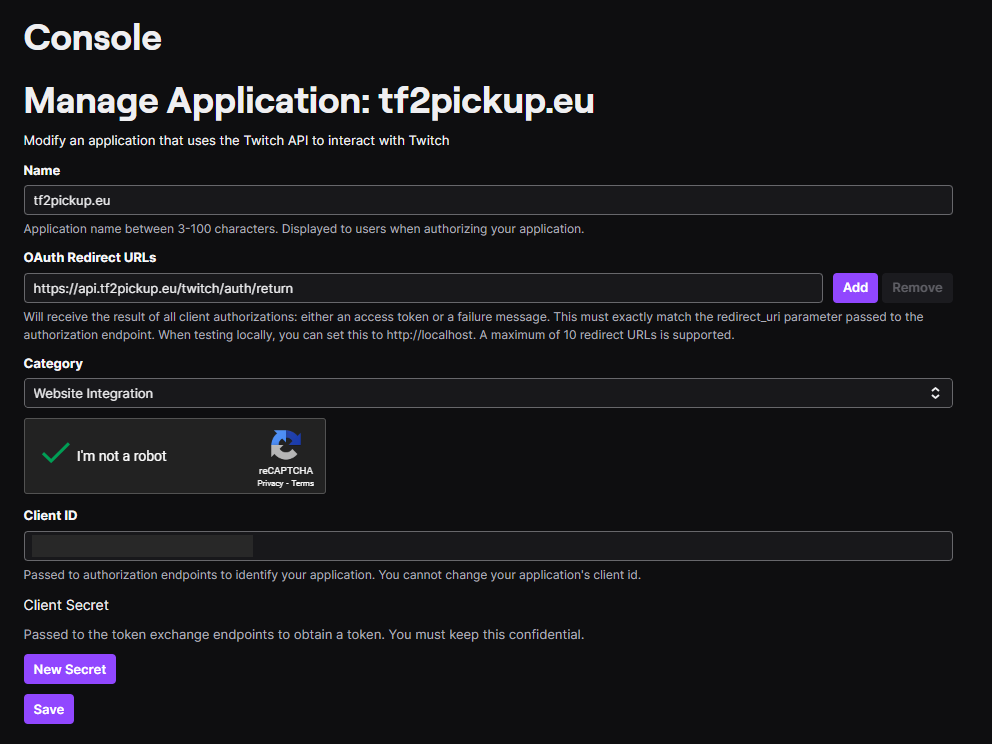 Console
Manage Application: tf2pickup.eu
Modify an application that uses the Twitch API to interact with Twitch
Name
tf2pickup.eu
Application name between 3-100 characters. Displayed to users when authorizing your application.
OAuth Redirect URLs
https://api.tf2pickup.eu/twitch/auth/return
Add
Remove
Will receive the result of all client authorizations: either an access token or a failure message. This must exactly match the redirect_uri parameter passed to the
authorization endpoint. When testing locally, you can set this to http://localhost. A maximum of 10 redirect URLs is supported.
Category
Website Integration
I'm not a robot
reCAPTCHA
Privacy - Terms
Client ID
Passed to authorization endpoints to identify your application. You cannot change your application's client id.
Client Secret
Passed to the token exchange endpoints to obtain a token. You must keep this confidential.
New Secret
Save